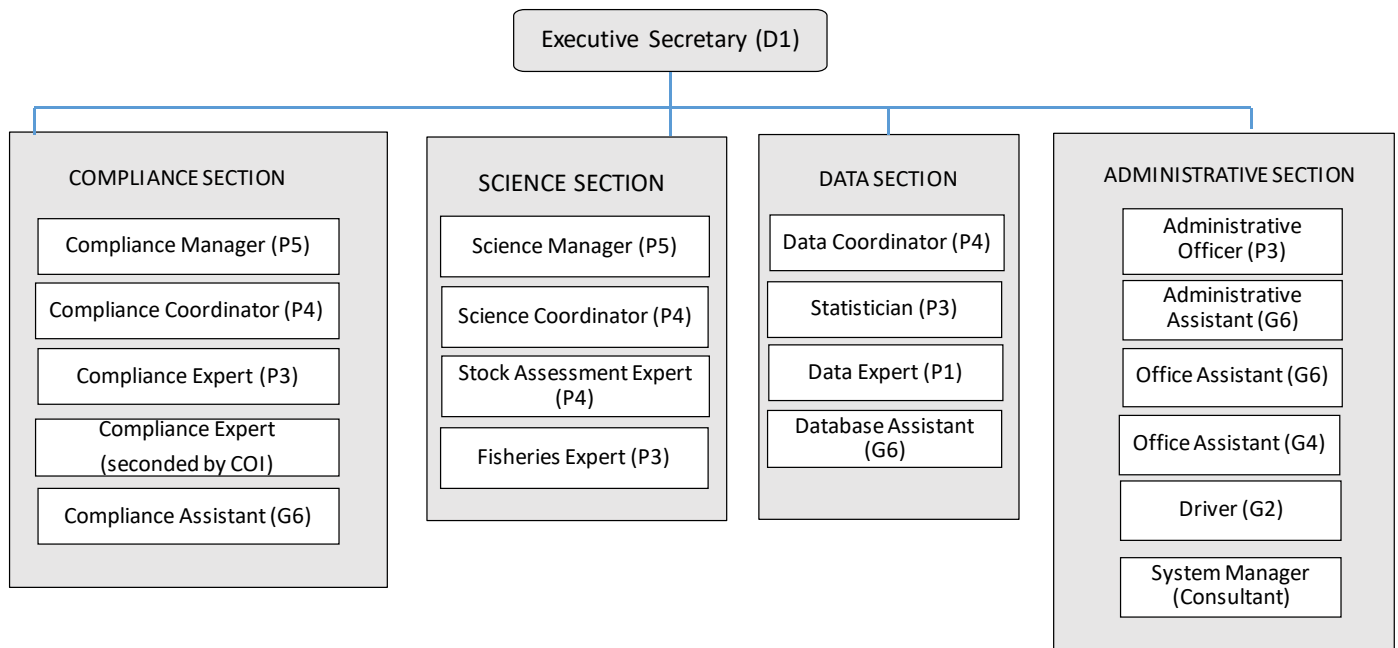 Executive Secretary (D1)
COMPLIANCE SECTION
Compliance Manager (P5)
Compliance Coordinator (P4)
Compliance Expert (P3)
Compliance Expert
(seconded by COI)
Compliance Assistant (G6)
SCIENCE SECTION
Science Manager (P5)
Science Coordinator (P4)
Stock Assessment Expert
(P4)
Fisheries Expert (P3)
DATA SECTION
Data Coordinator (P4)
Statistician (P3)
Data Expert (P1)
Database Assistant
(G6)
ADMINISTRATIVE SECTION
Administrative
Officer (P3)
Administrative
Assistant (G6)
Office Assistant (G6)
Office Assistant (G4)
Driver (G2)
System Manager
(Consultant)